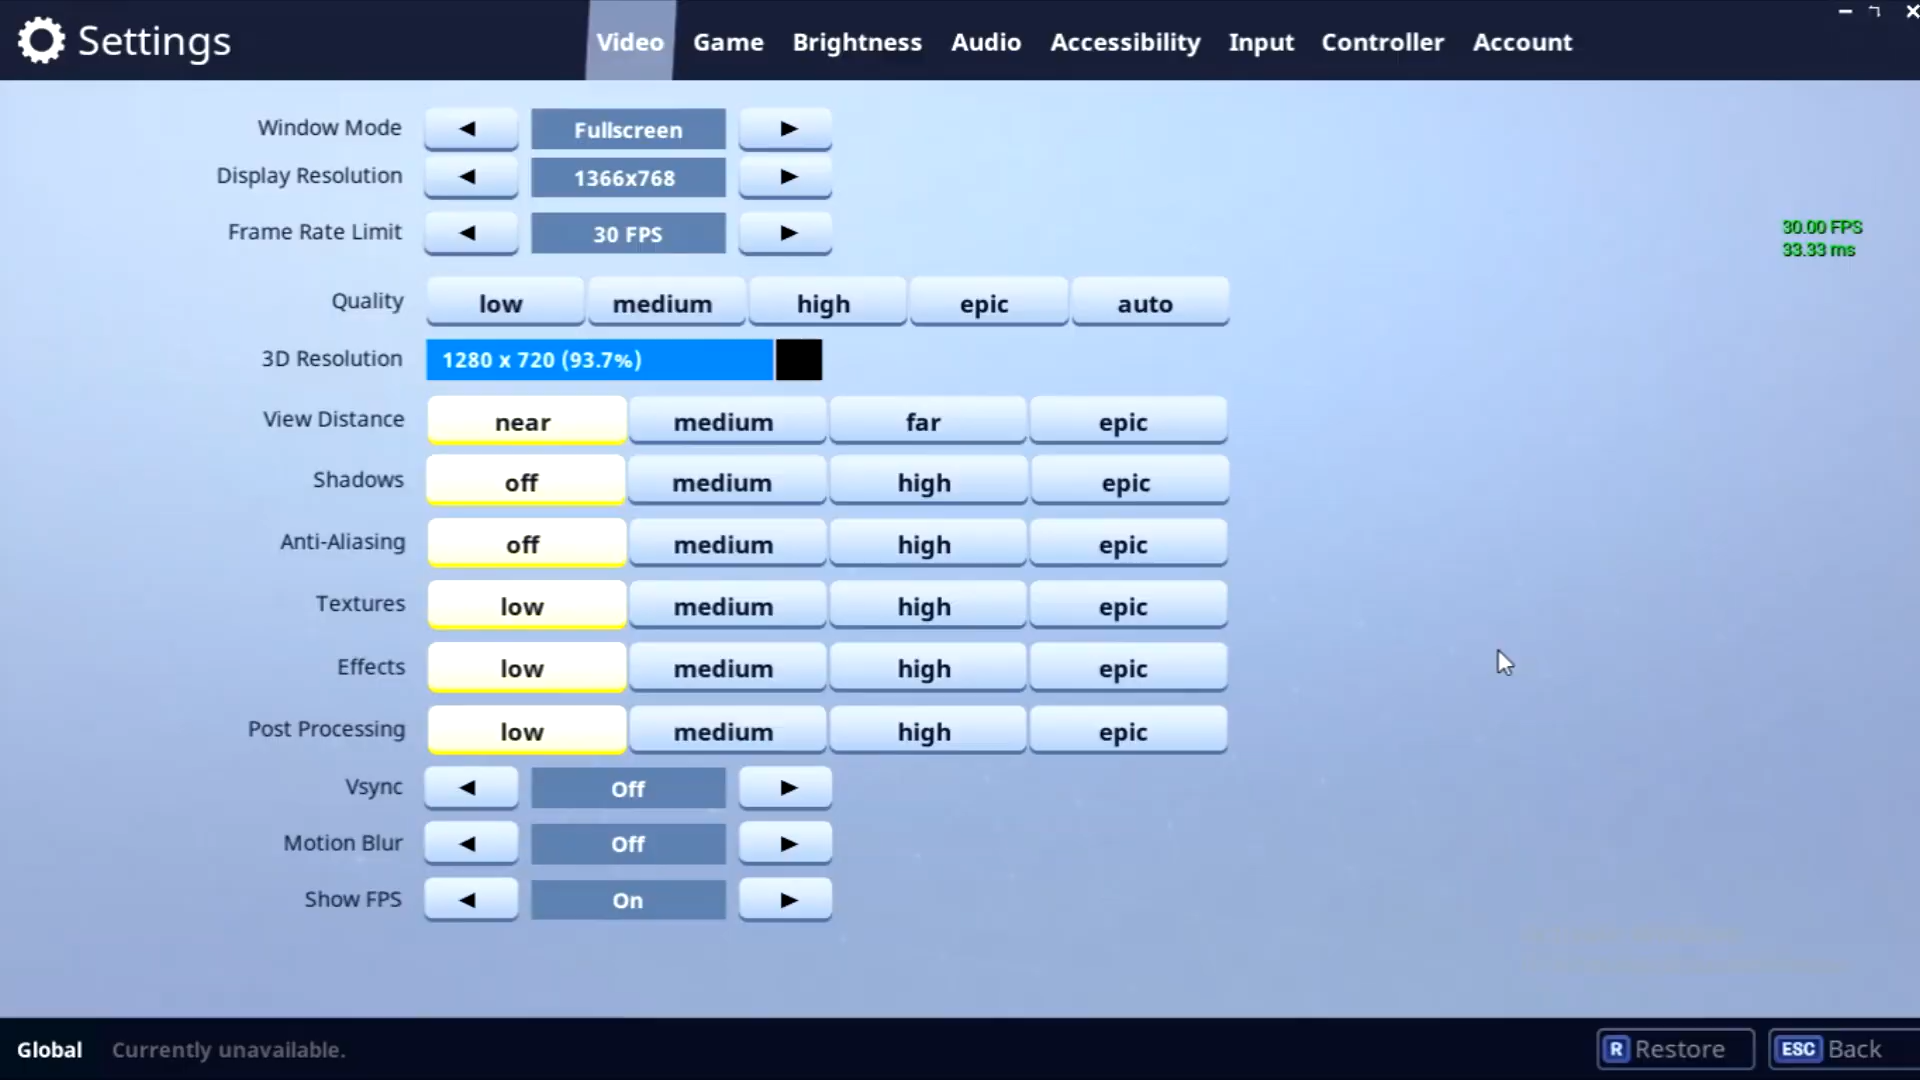 Settings
Video Game Brightness Audio Accessibility Input Controller Account
Window Mode Fullscreen
Display Resolution 1366x768
Frame Rate Limit 30 FPS
30.00 FPS
33.33 ms
Quality low medium high epic auto
3D Resolution 1280 x 720 (93.7%)
View Distance near medium far epic
Shadows off medium high epic
Anti-Aliasing off medium high epic
Textures low medium high epic
Effects low medium high epic
Post Processing low medium high epic
Vsync Off
Motion Blur Off
Show FPS On
Global Currently unavailable. R Restore ESC Back